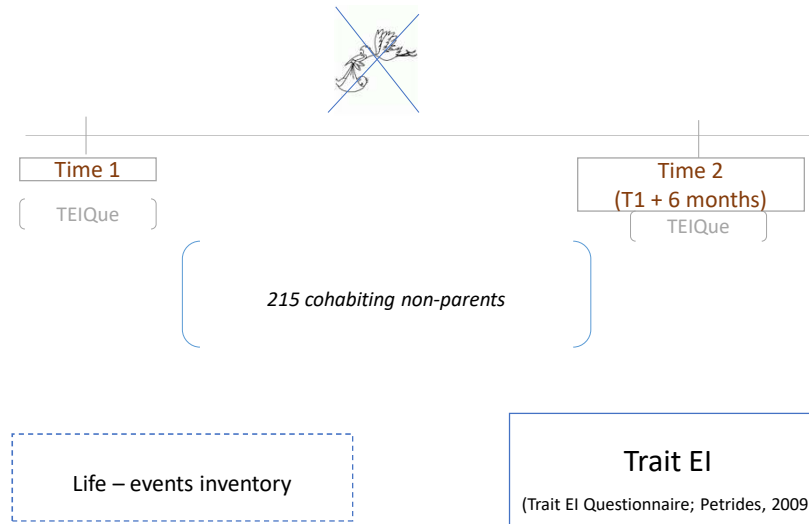 Time 1
TEIQue
Time 2
(T1 + 6 months)
TEIQue
215 cohabiting non-parents
Life – events inventory
Trait EI
(Trait EI Questionnaire; Petrides, 2009